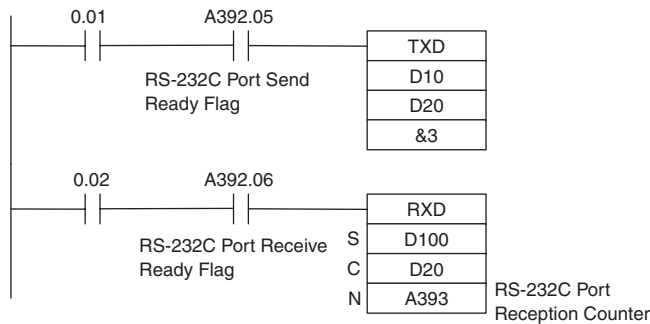 0.01
A392.05
TXD
D10
D20
&3
RS-232C Port Send
Ready Flag
0.02
A392.06
RXD
S D100
C D20
N A393
RS-232C Port Receive
Ready Flag
RS-232C Port
Reception Counter